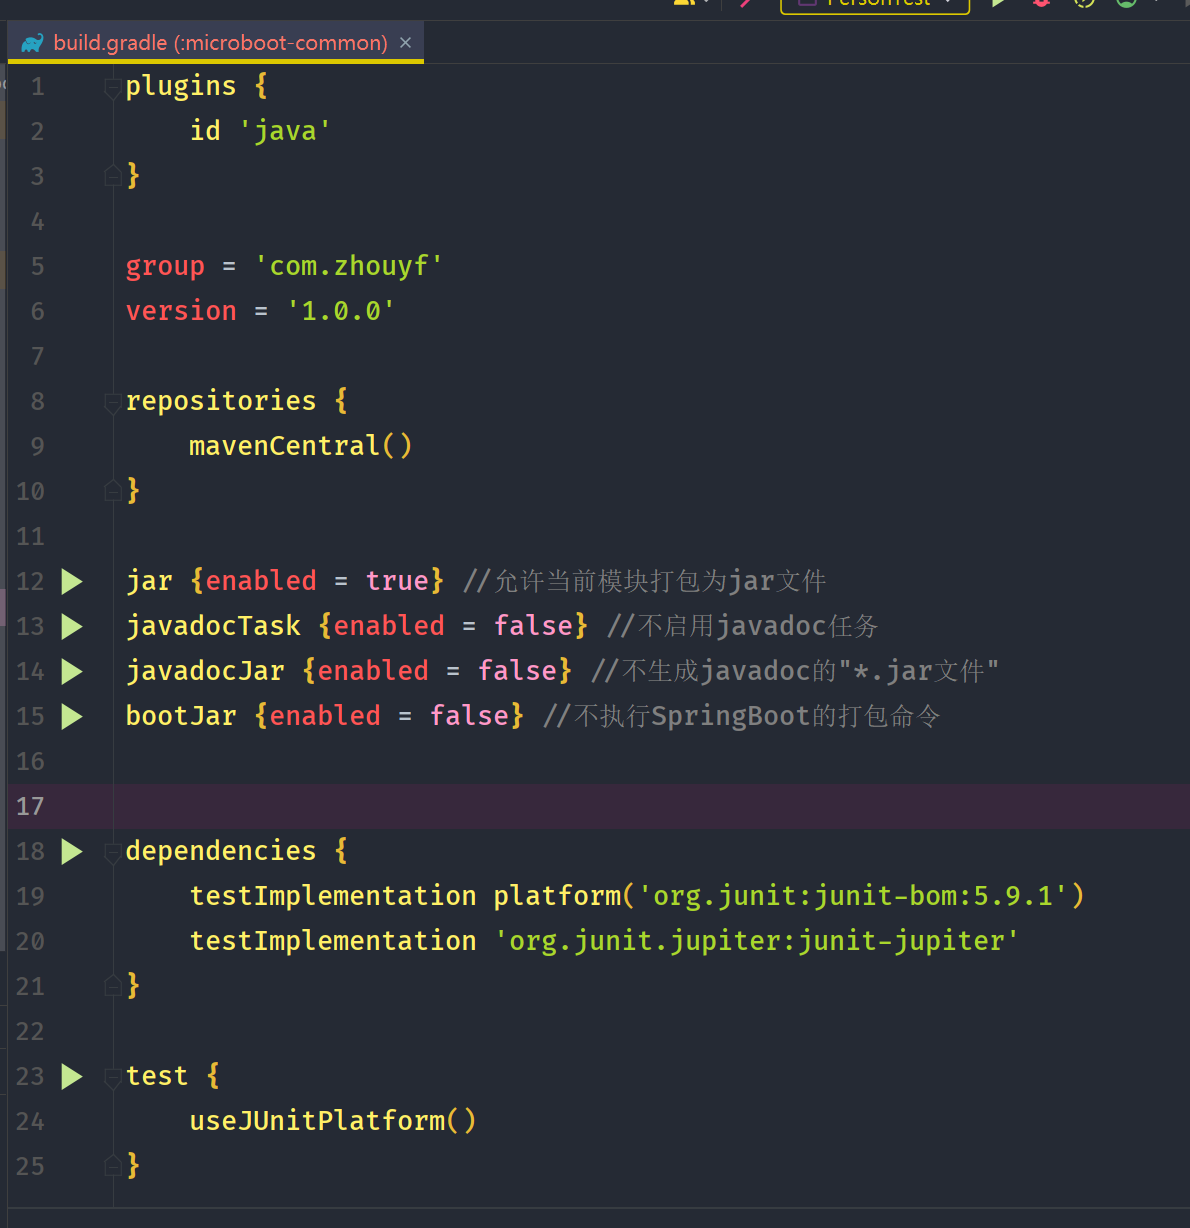 build.gradle (:microboot-common)
1 plugins {
2 id 'java'
3 }
4
5 group = 'com.zhouyf'
6 version = '1.0.0'
7
8 repositories {
9 mavenCentral()
10 }
11
12 jar {enabled = true} //允许当前模块打包为jar文件
13 javadocTask {enabled = false} //不启用javadoc任务
14 javadocJar {enabled = false} //不生成javadoc的"*.jar文件"
15 bootJar {enabled = false} //不执行SpringBoot的打包命令
16
17
18 dependencies {
19 testImplementation platform('org.junit:junit-bom:5.9.1')
20 testImplementation 'org.junit.jupiter:junit-jupiter'
21 }
22
23 test {
24 useJUnitPlatform()
25 }